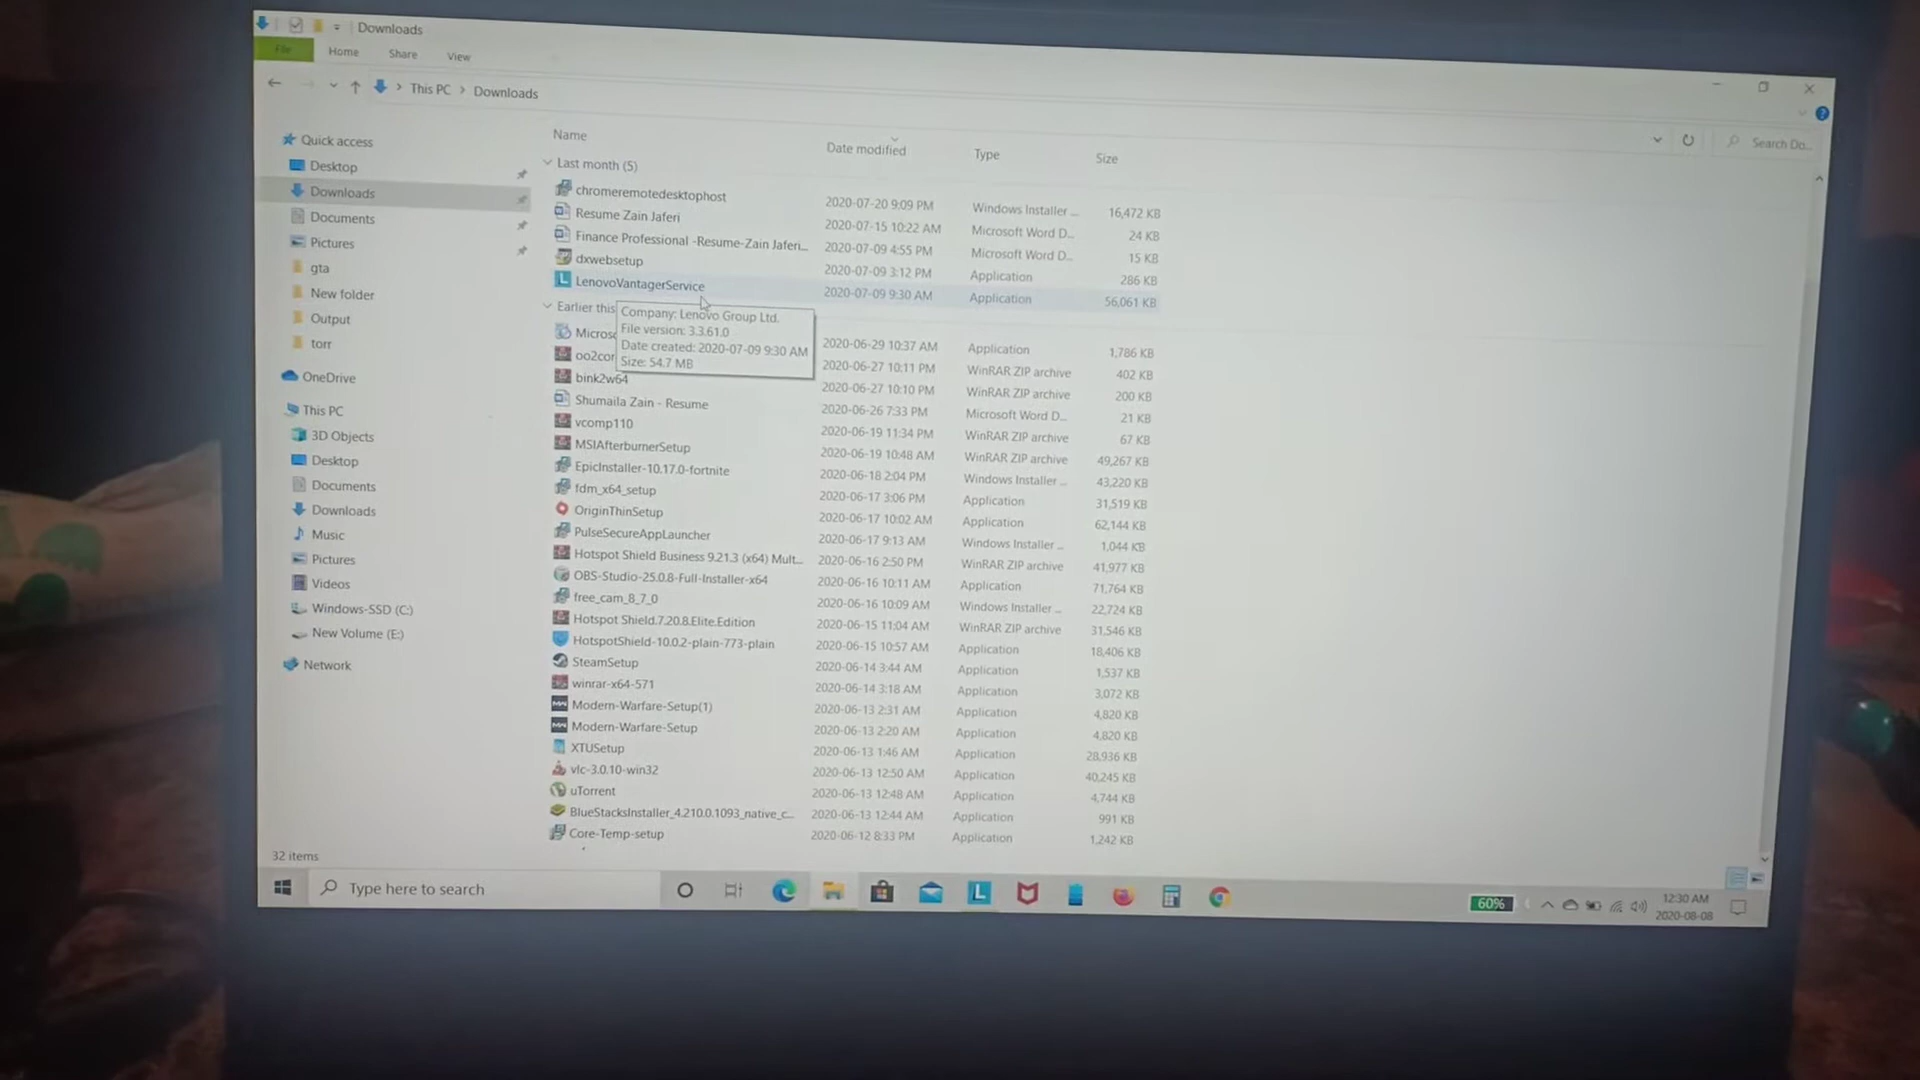 Downloads
File Home Share View
This PC > Downloads
Search Do...
Quick access
Desktop
Downloads
Documents
Pictures
gta
New folder
Output
torr
OneDrive
This PC
3D Objects
Desktop
Documents
Downloads
Music
Pictures
Videos
Windows-SSD (C:)
New Volume (E:)
Network
Name Date modified Type Size
Last month (5)
chromeremotedesktophost 2020-07-20 9:09 PM Windows Installer ... 16,472 KB
Resume Zain Jaferi 2020-07-15 10:22 AM Microsoft Word D... 24 KB
Finance Professional -Resume-Zain Jaferi... 2020-07-09 4:55 PM Microsoft Word D... 15 KB
dxwebsetup 2020-07-09 3:12 PM Application 286 KB
LenovoVantagerService 2020-07-09 9:30 AM Application 56,061 KB
Earlier this
Company: Lenovo Group Ltd.
File version: 3.3.61.0
Date created: 2020-07-09 9:30 AM
Size: 54.7 MB
Micros 2020-06-29 10:37 AM Application 1,786 KB
oo2cor 2020-06-27 10:11 PM WinRAR ZIP archive 402 KB
bink2w64 2020-06-27 10:10 PM WinRAR ZIP archive 200 KB
Shumaila Zain - Resume 2020-06-26 7:33 PM Microsoft Word D... 21 KB
vcomp110 2020-06-19 11:34 PM WinRAR ZIP archive 67 KB
MSIAfterburnerSetup 2020-06-19 10:48 AM WinRAR ZIP archive 49,267 KB
EpicInstaller-10.17.0-fortnite 2020-06-18 2:04 PM Windows Installer ... 43,220 KB
fdm_x64_setup 2020-06-17 3:06 PM Application 31,519 KB
OriginThinSetup 2020-06-17 10:02 AM Application 62,144 KB
PulseSecureAppLauncher 2020-06-17 9:13 AM Windows Installer ... 1,044 KB
Hotspot Shield Business 9.21.3 (x64) Mult... 2020-06-16 2:50 PM WinRAR ZIP archive 41,977 KB
OBS-Studio-25.0.8-Full-Installer-x64 2020-06-16 10:11 AM Application 71,764 KB
free_cam_8_7_0 2020-06-16 10:09 AM Windows Installer ... 22,724 KB
Hotspot Shield.7.20.8.Elite.Edition 2020-06-15 11:04 AM WinRAR ZIP archive 31,546 KB
HotspotShield-10.0.2-plain-773-plain 2020-06-15 10:57 AM Application 18,406 KB
SteamSetup 2020-06-14 3:44 AM Application 1,537 KB
winrar-x64-571 2020-06-14 3:18 AM Application 3,072 KB
Modern-Warfare-Setup(1) 2020-06-13 2:31 AM Application 4,820 KB
Modern-Warfare-Setup 2020-06-13 2:20 AM Application 4,820 KB
XTUSetup 2020-06-13 1:46 AM Application 28,936 KB
vlc-3.0.10-win32 2020-06-13 12:50 AM Application 40,245 KB
uTorrent 2020-06-13 12:48 AM Application 4,744 KB
BlueStacksInstaller_4.210.0.1093_native_c... 2020-06-13 12:44 AM Application 991 KB
Core-Temp-setup 2020-06-12 8:33 PM Application 1,242 KB
32 items
Type here to search
60%
12:30 AM
2020-08-08